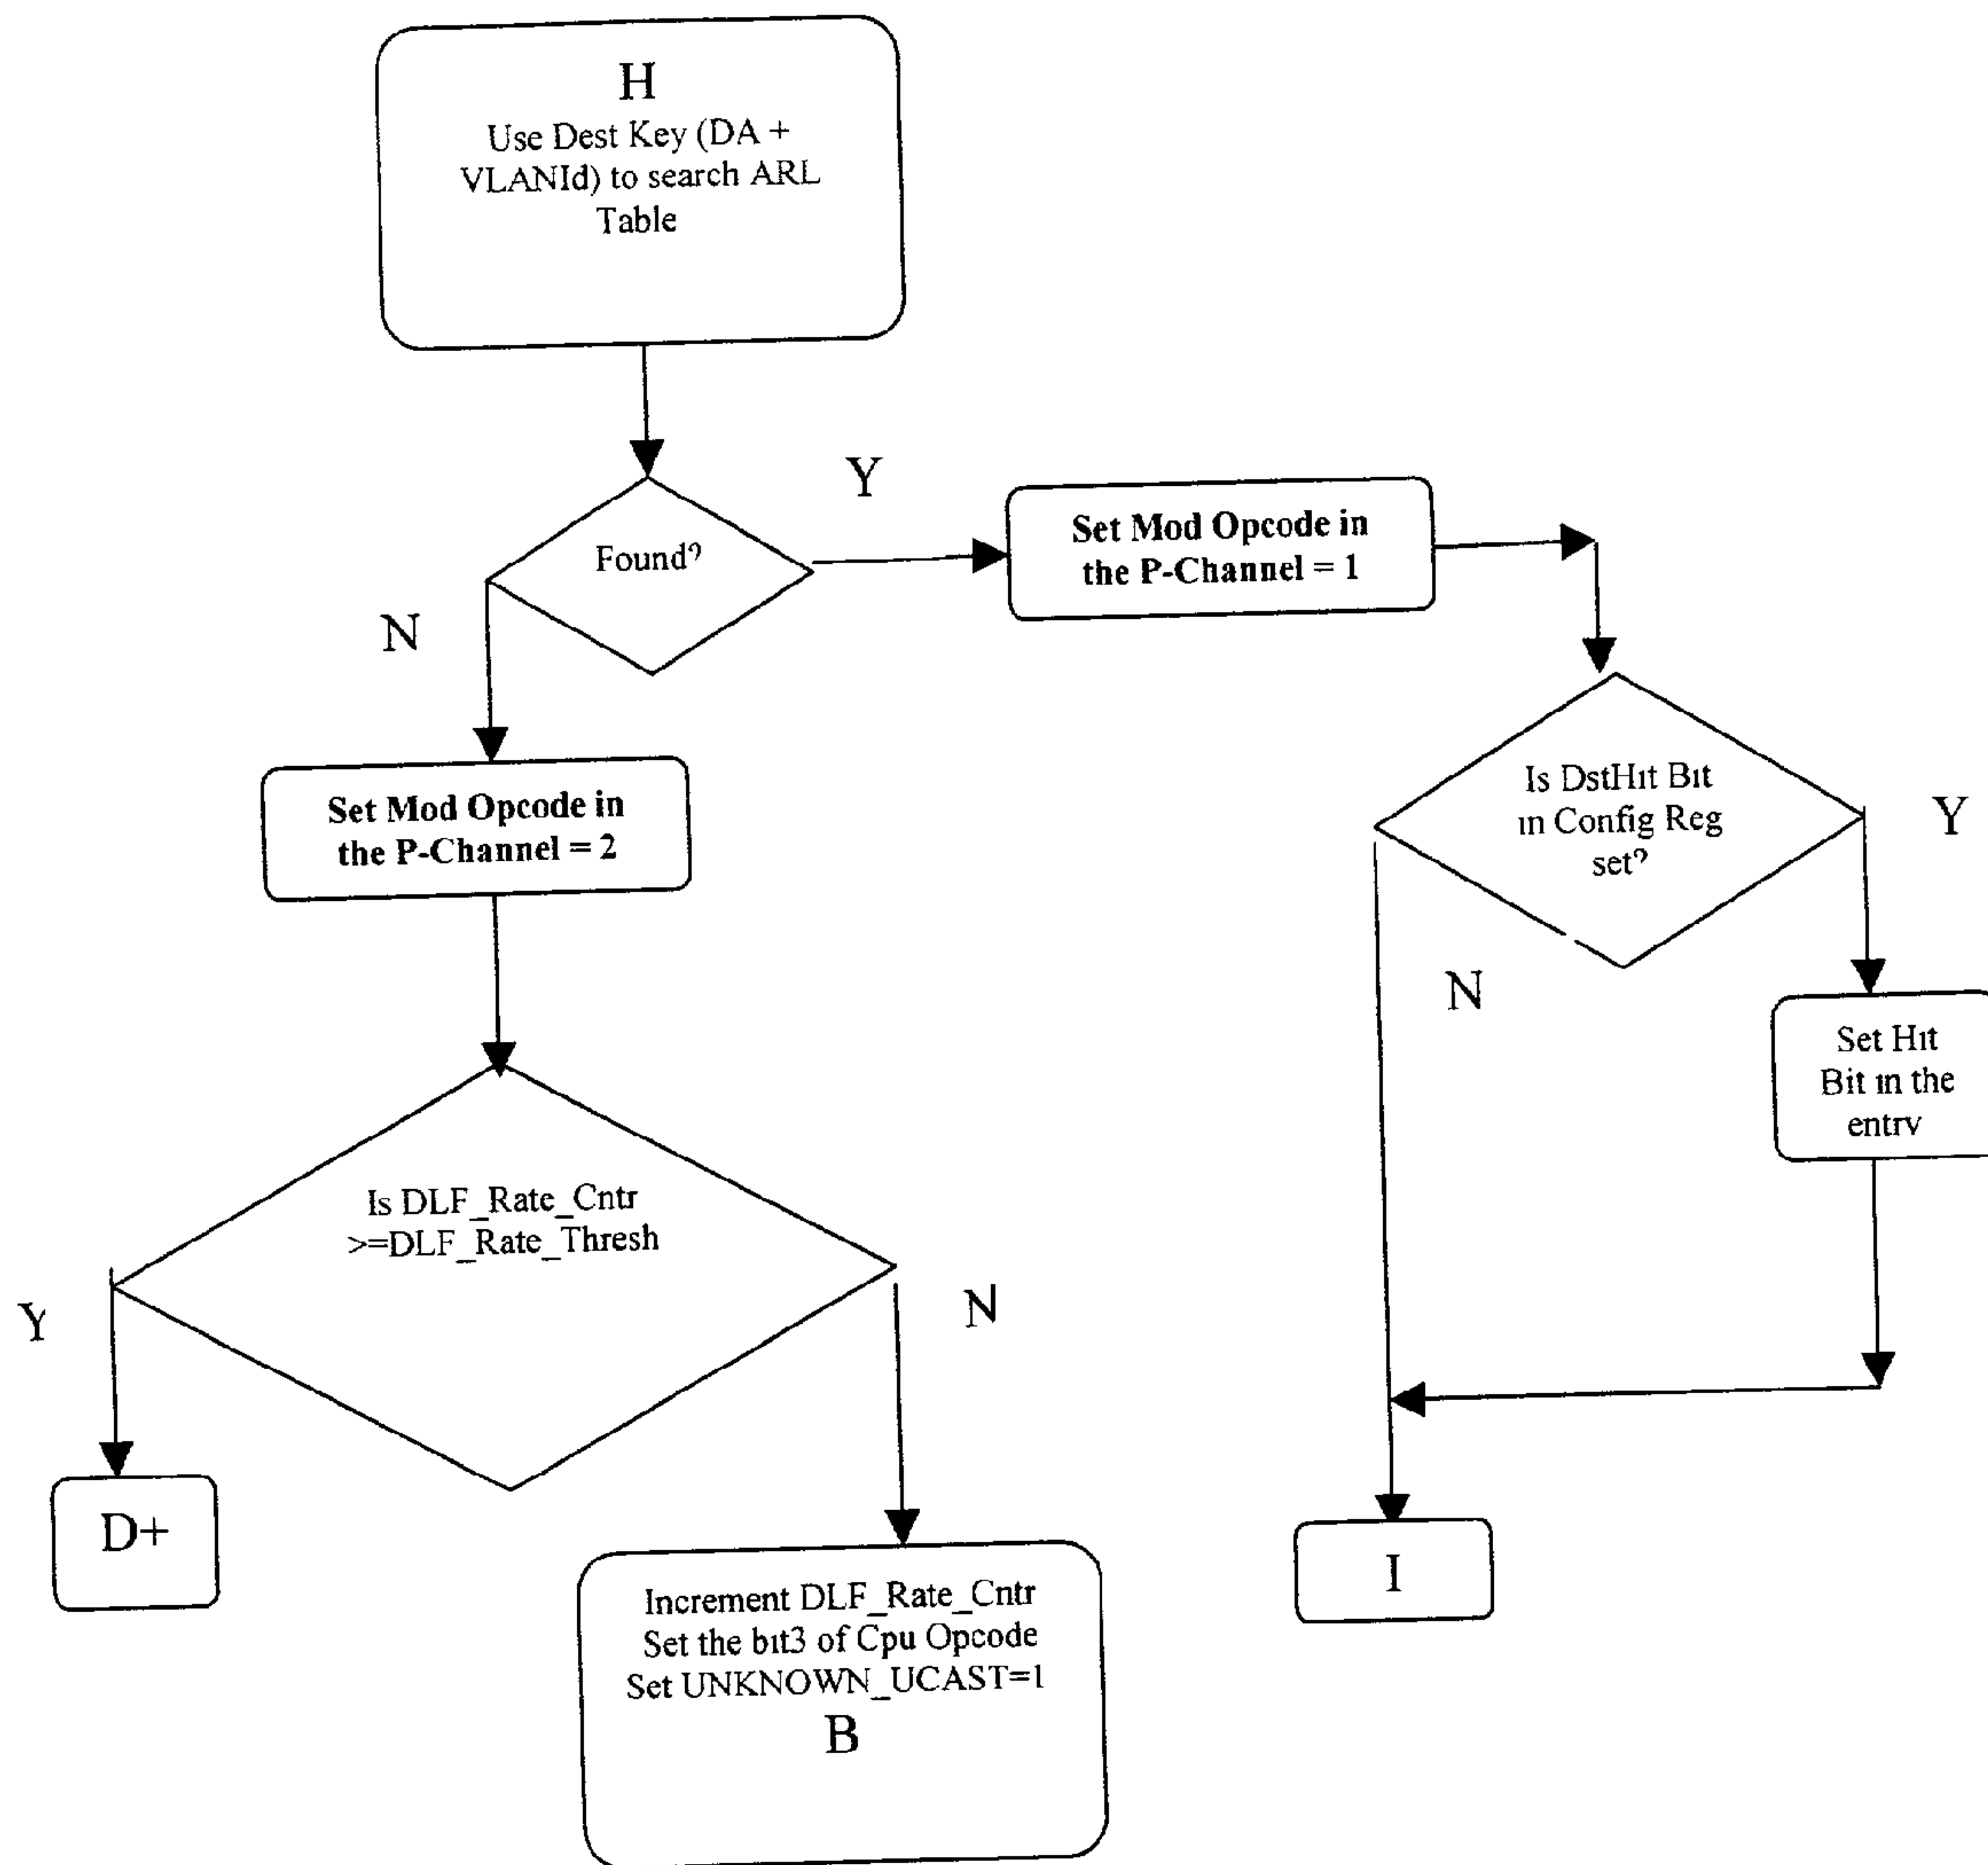 H
Use Dest Key (DA +
VLANId) to search ARL
Table
Found?
Y
N
Set Mod Opcode in
the P-Channel = 1
Set Mod Opcode in
the P-Channel = 2
Is DstHit Bit
in Config Reg
set?
Y
N
Set Hit
Bit in the
entry
Is DLF_Rate_Cntr
>=DLF_Rate_Thresh
Y
N
D+
Increment DLF_Rate_Cntr
Set the bit3 of Cpu Opcode
Set UNKNOWN_UCAST=1
B
I